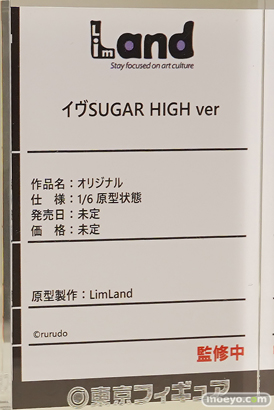 LimLand
Stay focused on art culture
イヴSUGAR HIGH ver
作品名：オリジナル
仕　様：1/6 原型状態
発売日：未定
価　格：未定
原型製作：LimLand
©rurudo
監修中
東京フィギュア
moeyo.com